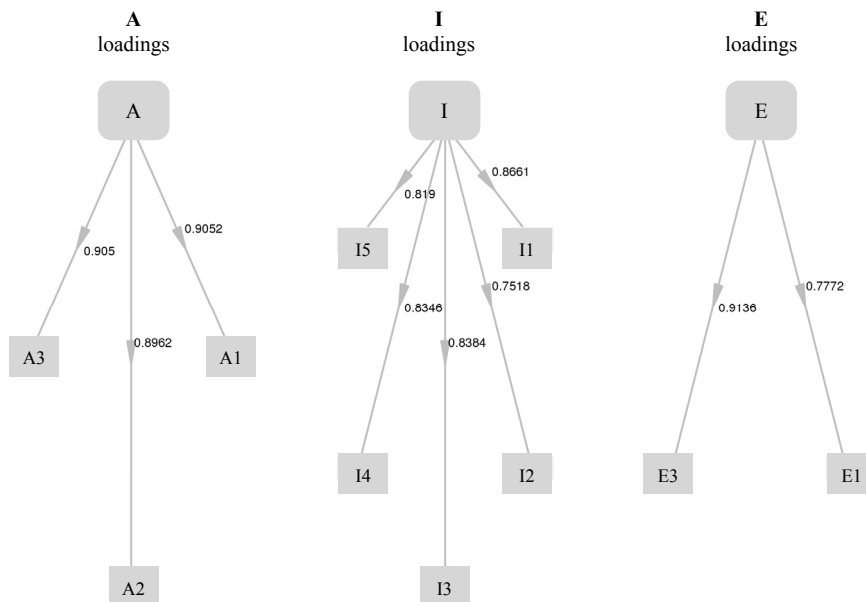 A
loadings
I
loadings
E
loadings
A
I
E
0.8661
0.819
0.905
0.9052
I5
I1
0.8346
0.7518
0.7772
0.9136
0.8962
0.8384
A3
A1
I4
I2
E3
E1
A2
I3